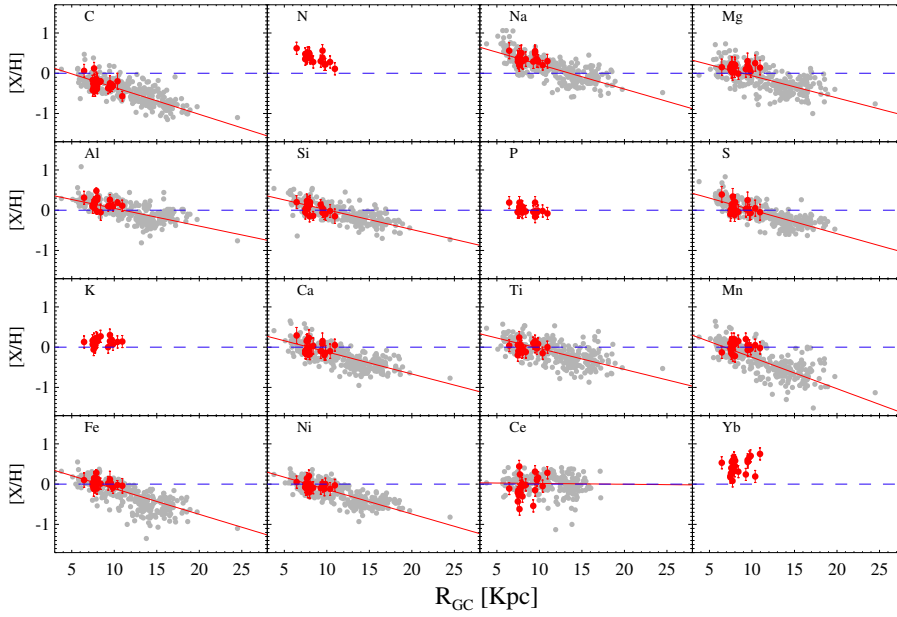 C N Na Mg
[X/H] 1 0 -1
Al Si P S
[X/H] 1 0 -1
K Ca Ti Mn
[X/H] 1 0 -1
Fe Ni Ce Yb
[X/H] 1 0 -1
5 10 15 20 25 5 10 15 20 25 5 10 15 20 25 5 10 15 20 25
R_GC [Kpc]